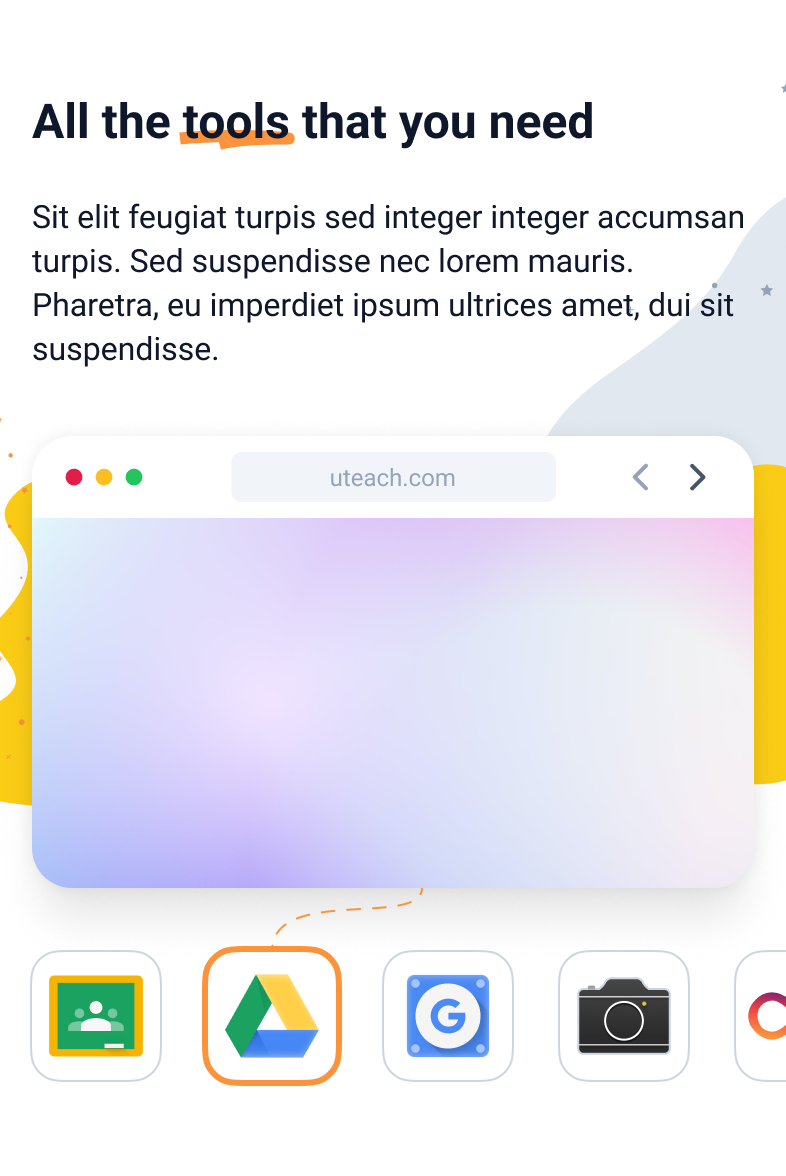 All the tools that you need
Sit elit feugiat turpis sed integer integer accumsan
turpis. Sed suspendisse nec lorem mauris.
Pharetra, eu imperdiet ipsum ultrices amet, dui sit
suspendisse.
uteach.com
G